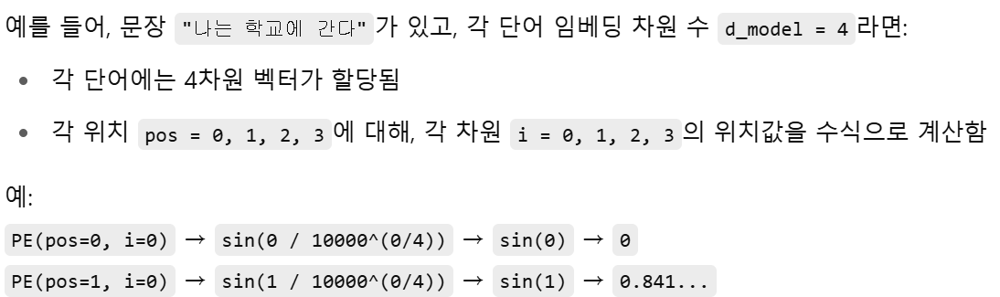 예를 들어, 문장 "나는 학교에 간다"가 있고, 각 단어 임베딩 차원 수 d_model = 4라면:
• 각 단어에는 4차원 벡터가 할당됨
• 각 위치 pos = 0, 1, 2, 3에 대해, 각 차원 i = 0, 1, 2, 3의 위치값을 수식으로 계산함
예:
PE(pos=0, i=0) → sin(0 / 10000^(0/4)) → sin(0) → 0
PE(pos=1, i=0) → sin(1 / 10000^(0/4)) → sin(1) → 0.841...